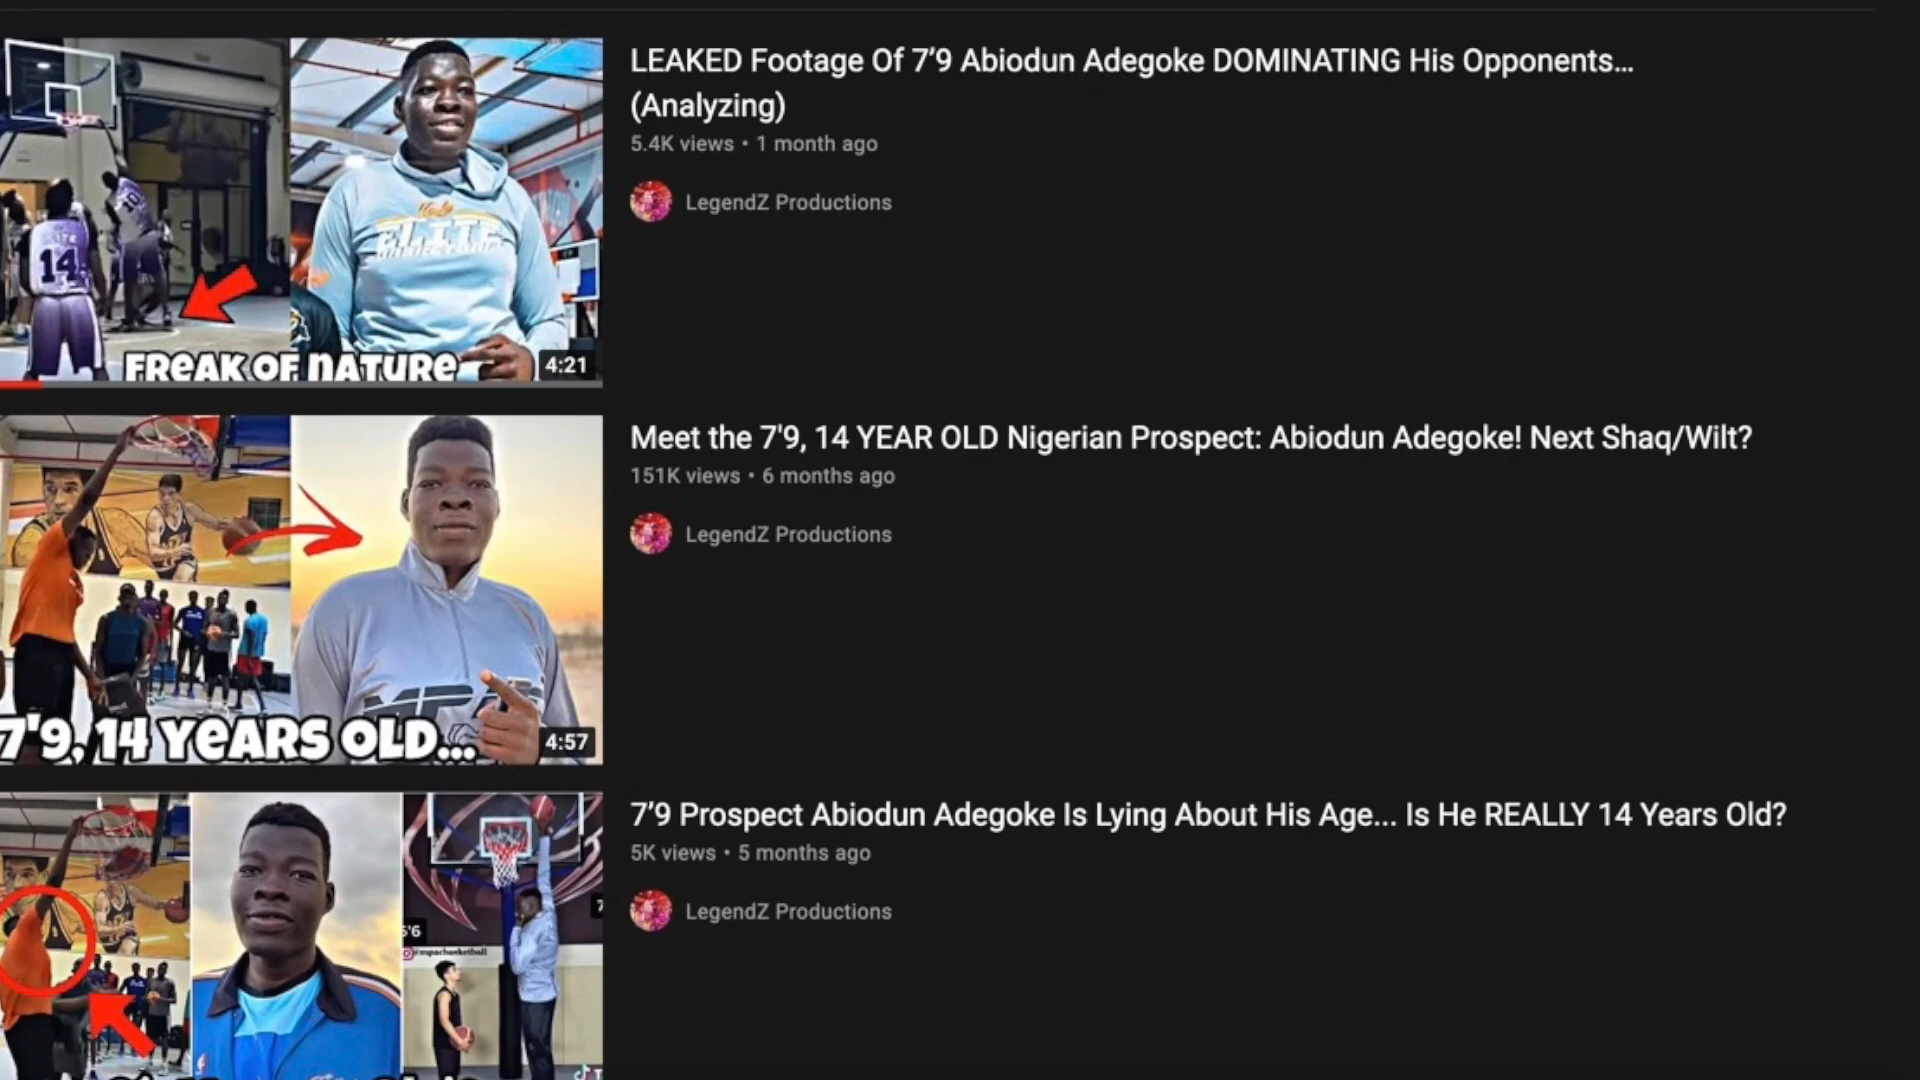 LEAKED Footage Of 7’9 Abiodun Adegoke DOMINATING His Opponents...
(Analyzing)
5.4K views • 1 month ago
LegendZ Productions
10
14
ELITE
FREAK OF NATURE
4:21
Meet the 7'9, 14 YEAR OLD Nigerian Prospect: Abiodun Adegoke! Next Shaq/Wilt?
151K views • 6 months ago
LegendZ Productions
7'9, 14 YEARS OLD...
4:57
7’9 Prospect Abiodun Adegoke Is Lying About His Age... Is He REALLY 14 Years Old?
5K views • 5 months ago
LegendZ Productions